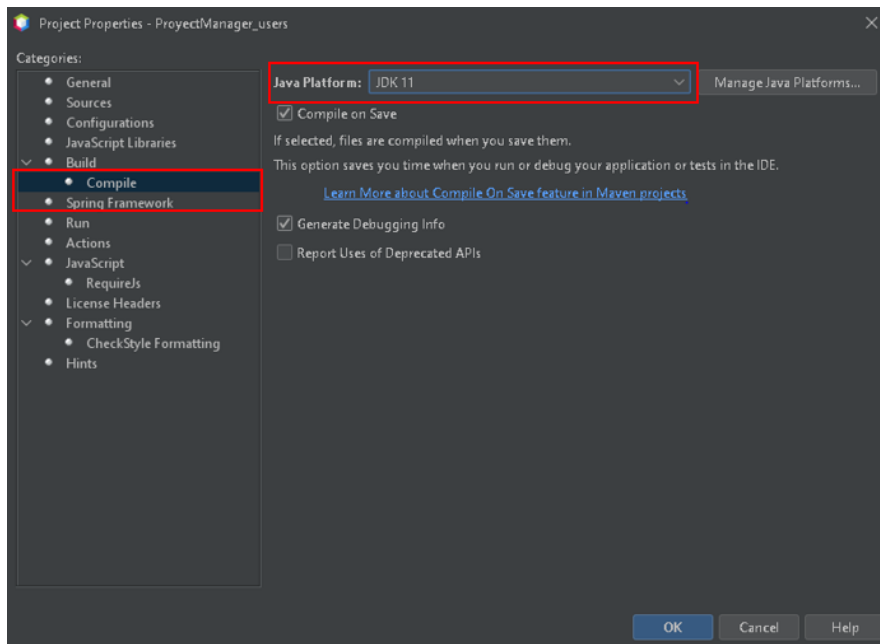 Project Properties - ProyectManager_users
Categories:
General
Sources
Configurations
JavaScript Libraries
Build
Compile
Spring Framework
Run
Actions
JavaScript
RequireJs
License Headers
Formatting
CheckStyle Formatting
Hints
Java Platform: JDK 11 Manage Java Platforms...
Compile on Save
If selected, files are compiled when you save them.
This option saves you time when you run or debug your application or tests in the IDE.
Learn More about Compile On Save feature in Maven projects
Generate Debugging Info
Report Uses of Deprecated APIs
OK Cancel Help